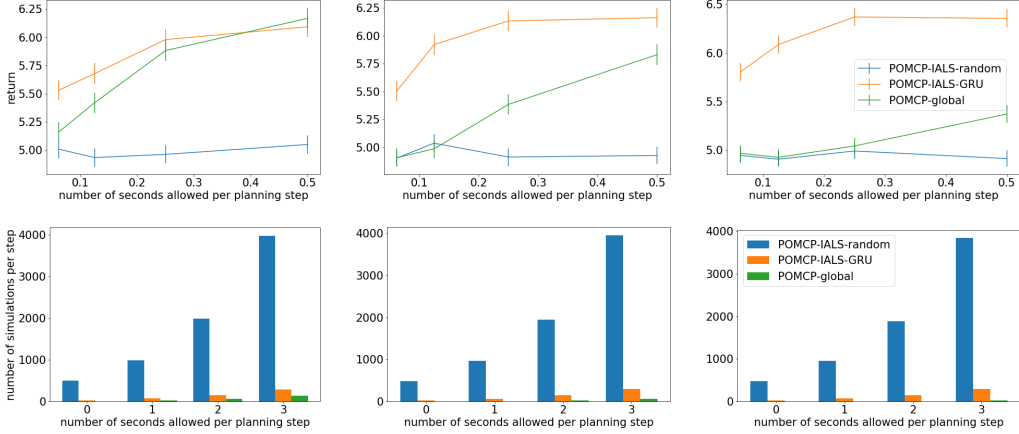 6.25
6.00
5.75
5.50
5.25
5.00
return
0.1 0.2 0.3 0.4 0.5
number of seconds allowed per planning step
6.25
6.00
5.75
5.50
5.25
5.00
0.1 0.2 0.3 0.4 0.5
number of seconds allowed per planning step
6.5
6.0
5.5
5.0
POMCP-IALS-random
POMCP-IALS-GRU
POMCP-global
0.1 0.2 0.3 0.4 0.5
number of seconds allowed per planning step
4000
3000
2000
1000
0
number of simulations per step
0 1 2 3
number of seconds allowed per planning step
4000
3000
2000
1000
0
0 1 2 3
number of seconds allowed per planning step
4000
3000
2000
1000
0
POMCP-IALS-random
POMCP-IALS-GRU
POMCP-global
0 1 2 3
number of seconds allowed per planning step